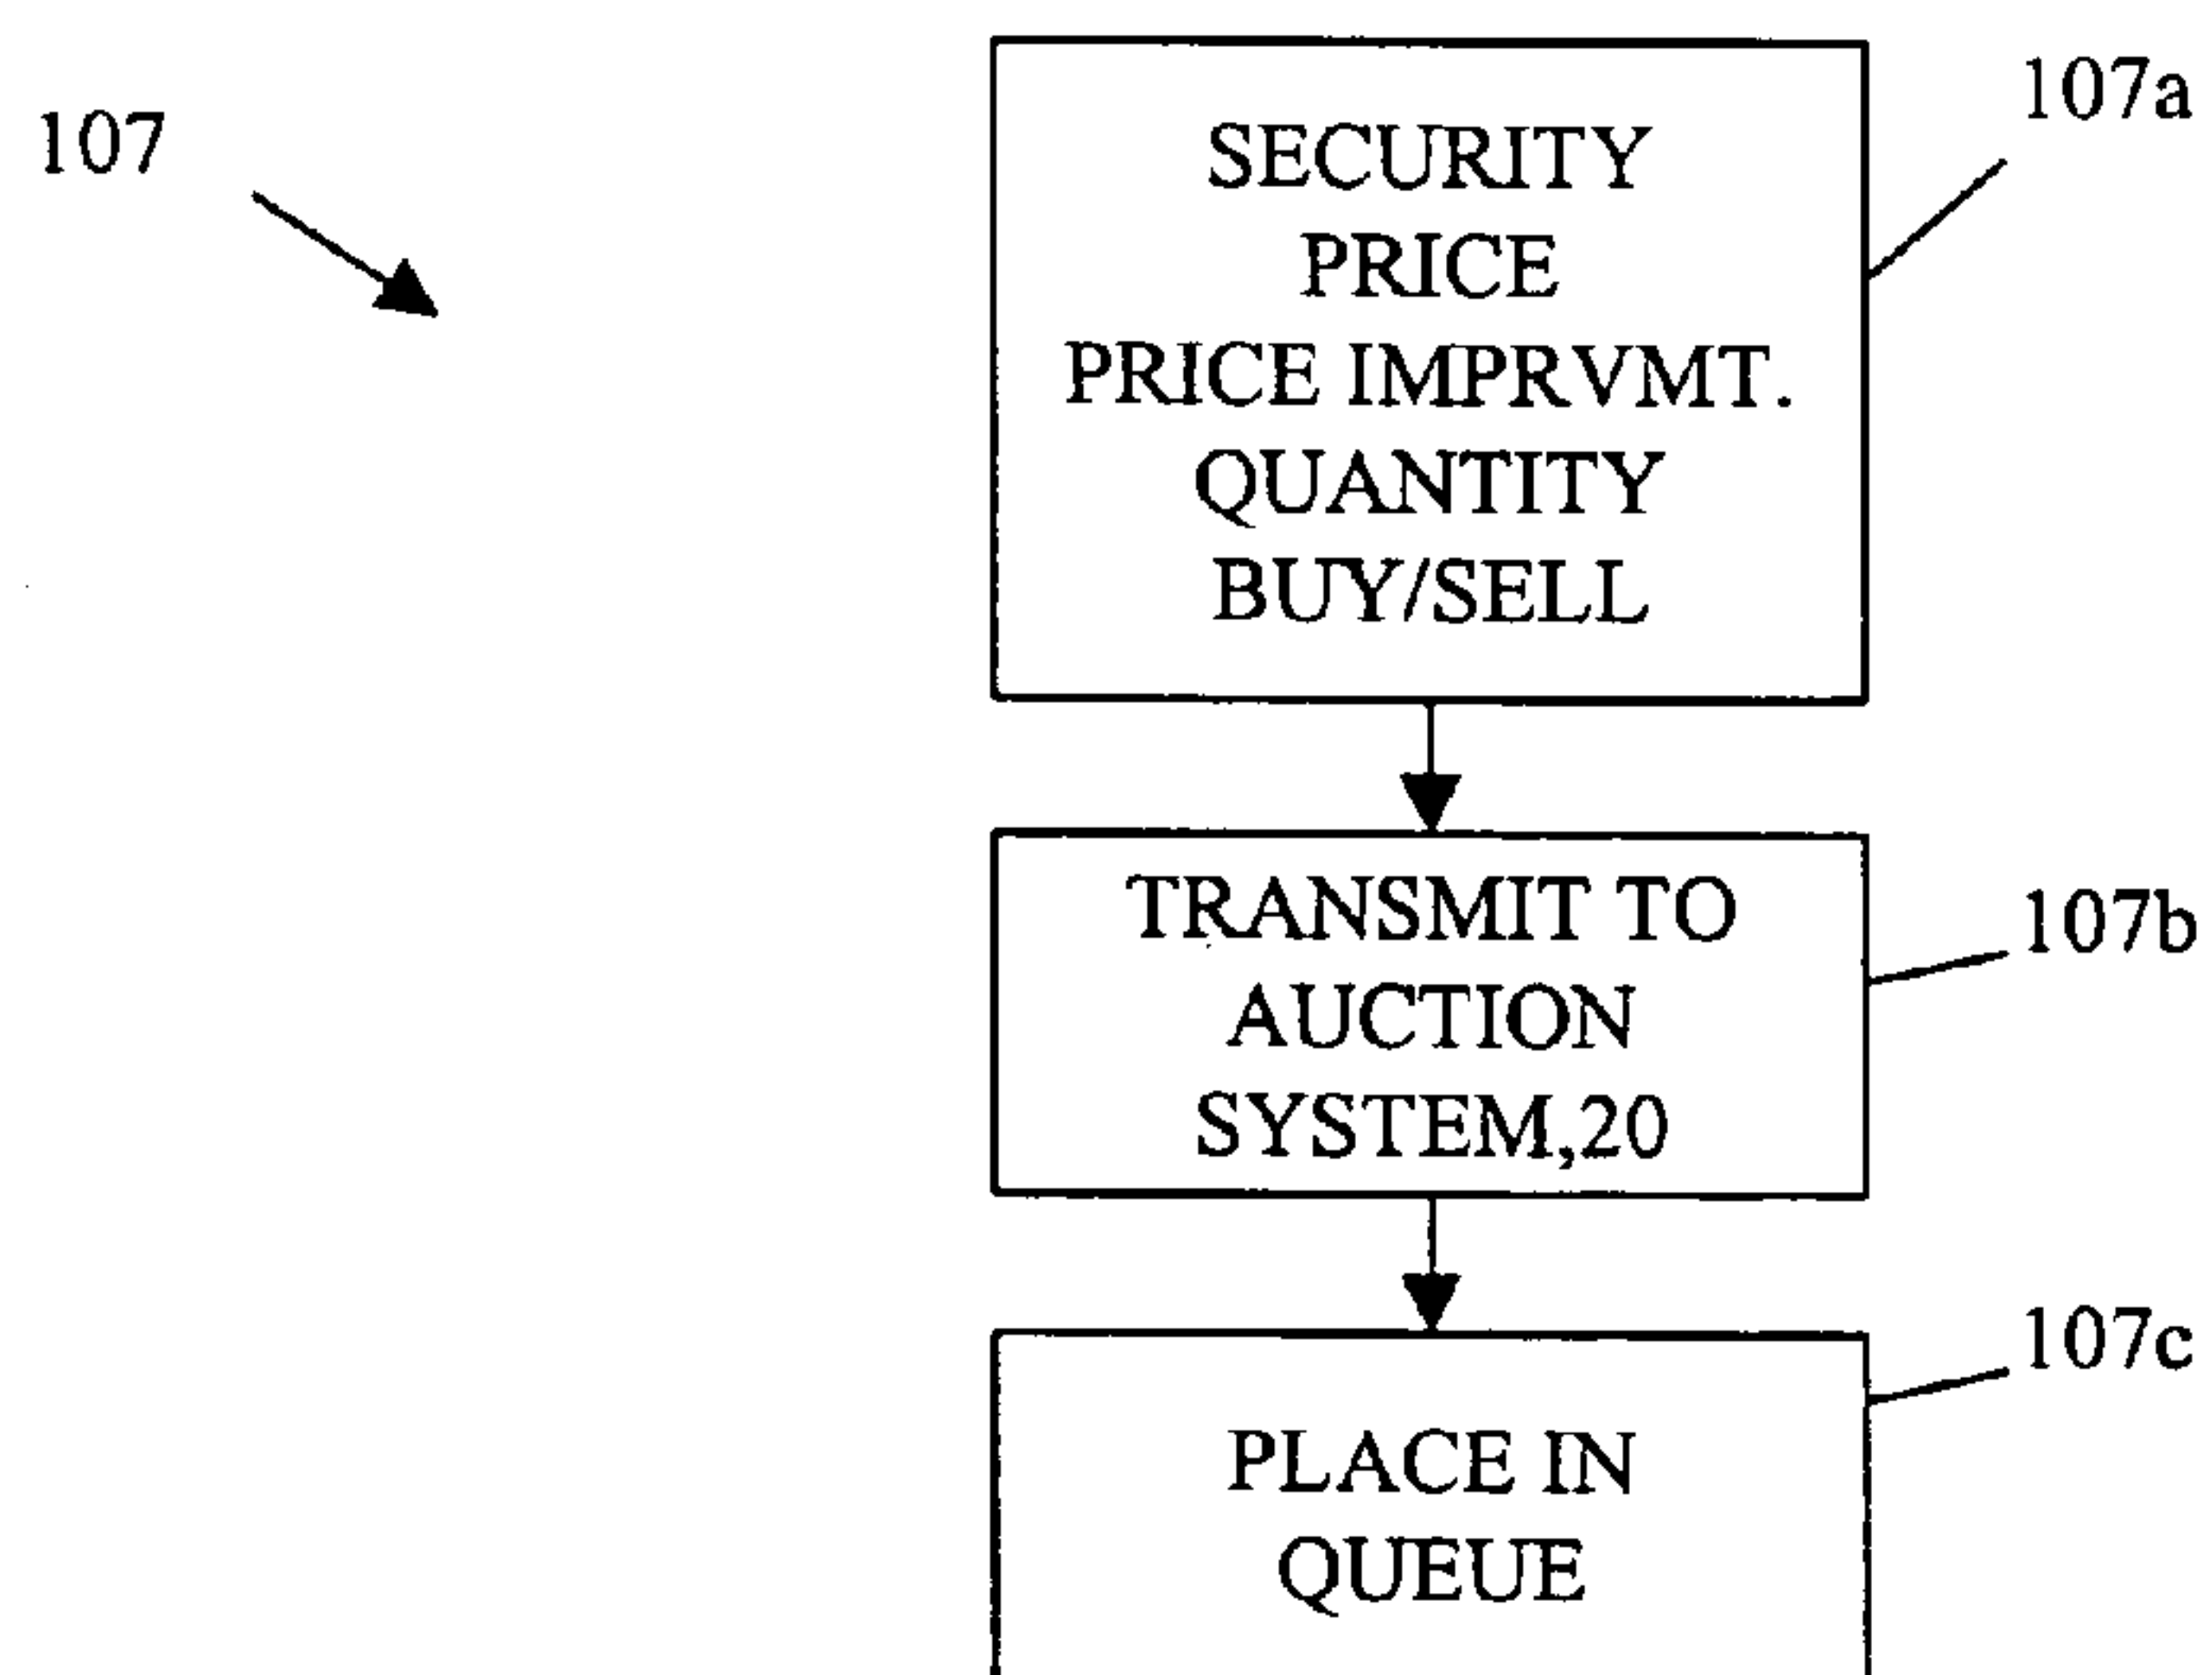 107
107a
SECURITY
PRICE
PRICE IMPRVMT.
QUANTITY
BUY/SELL
TRANSMIT TO
AUCTION
SYSTEM,20
107b
107c
PLACE IN
QUEUE